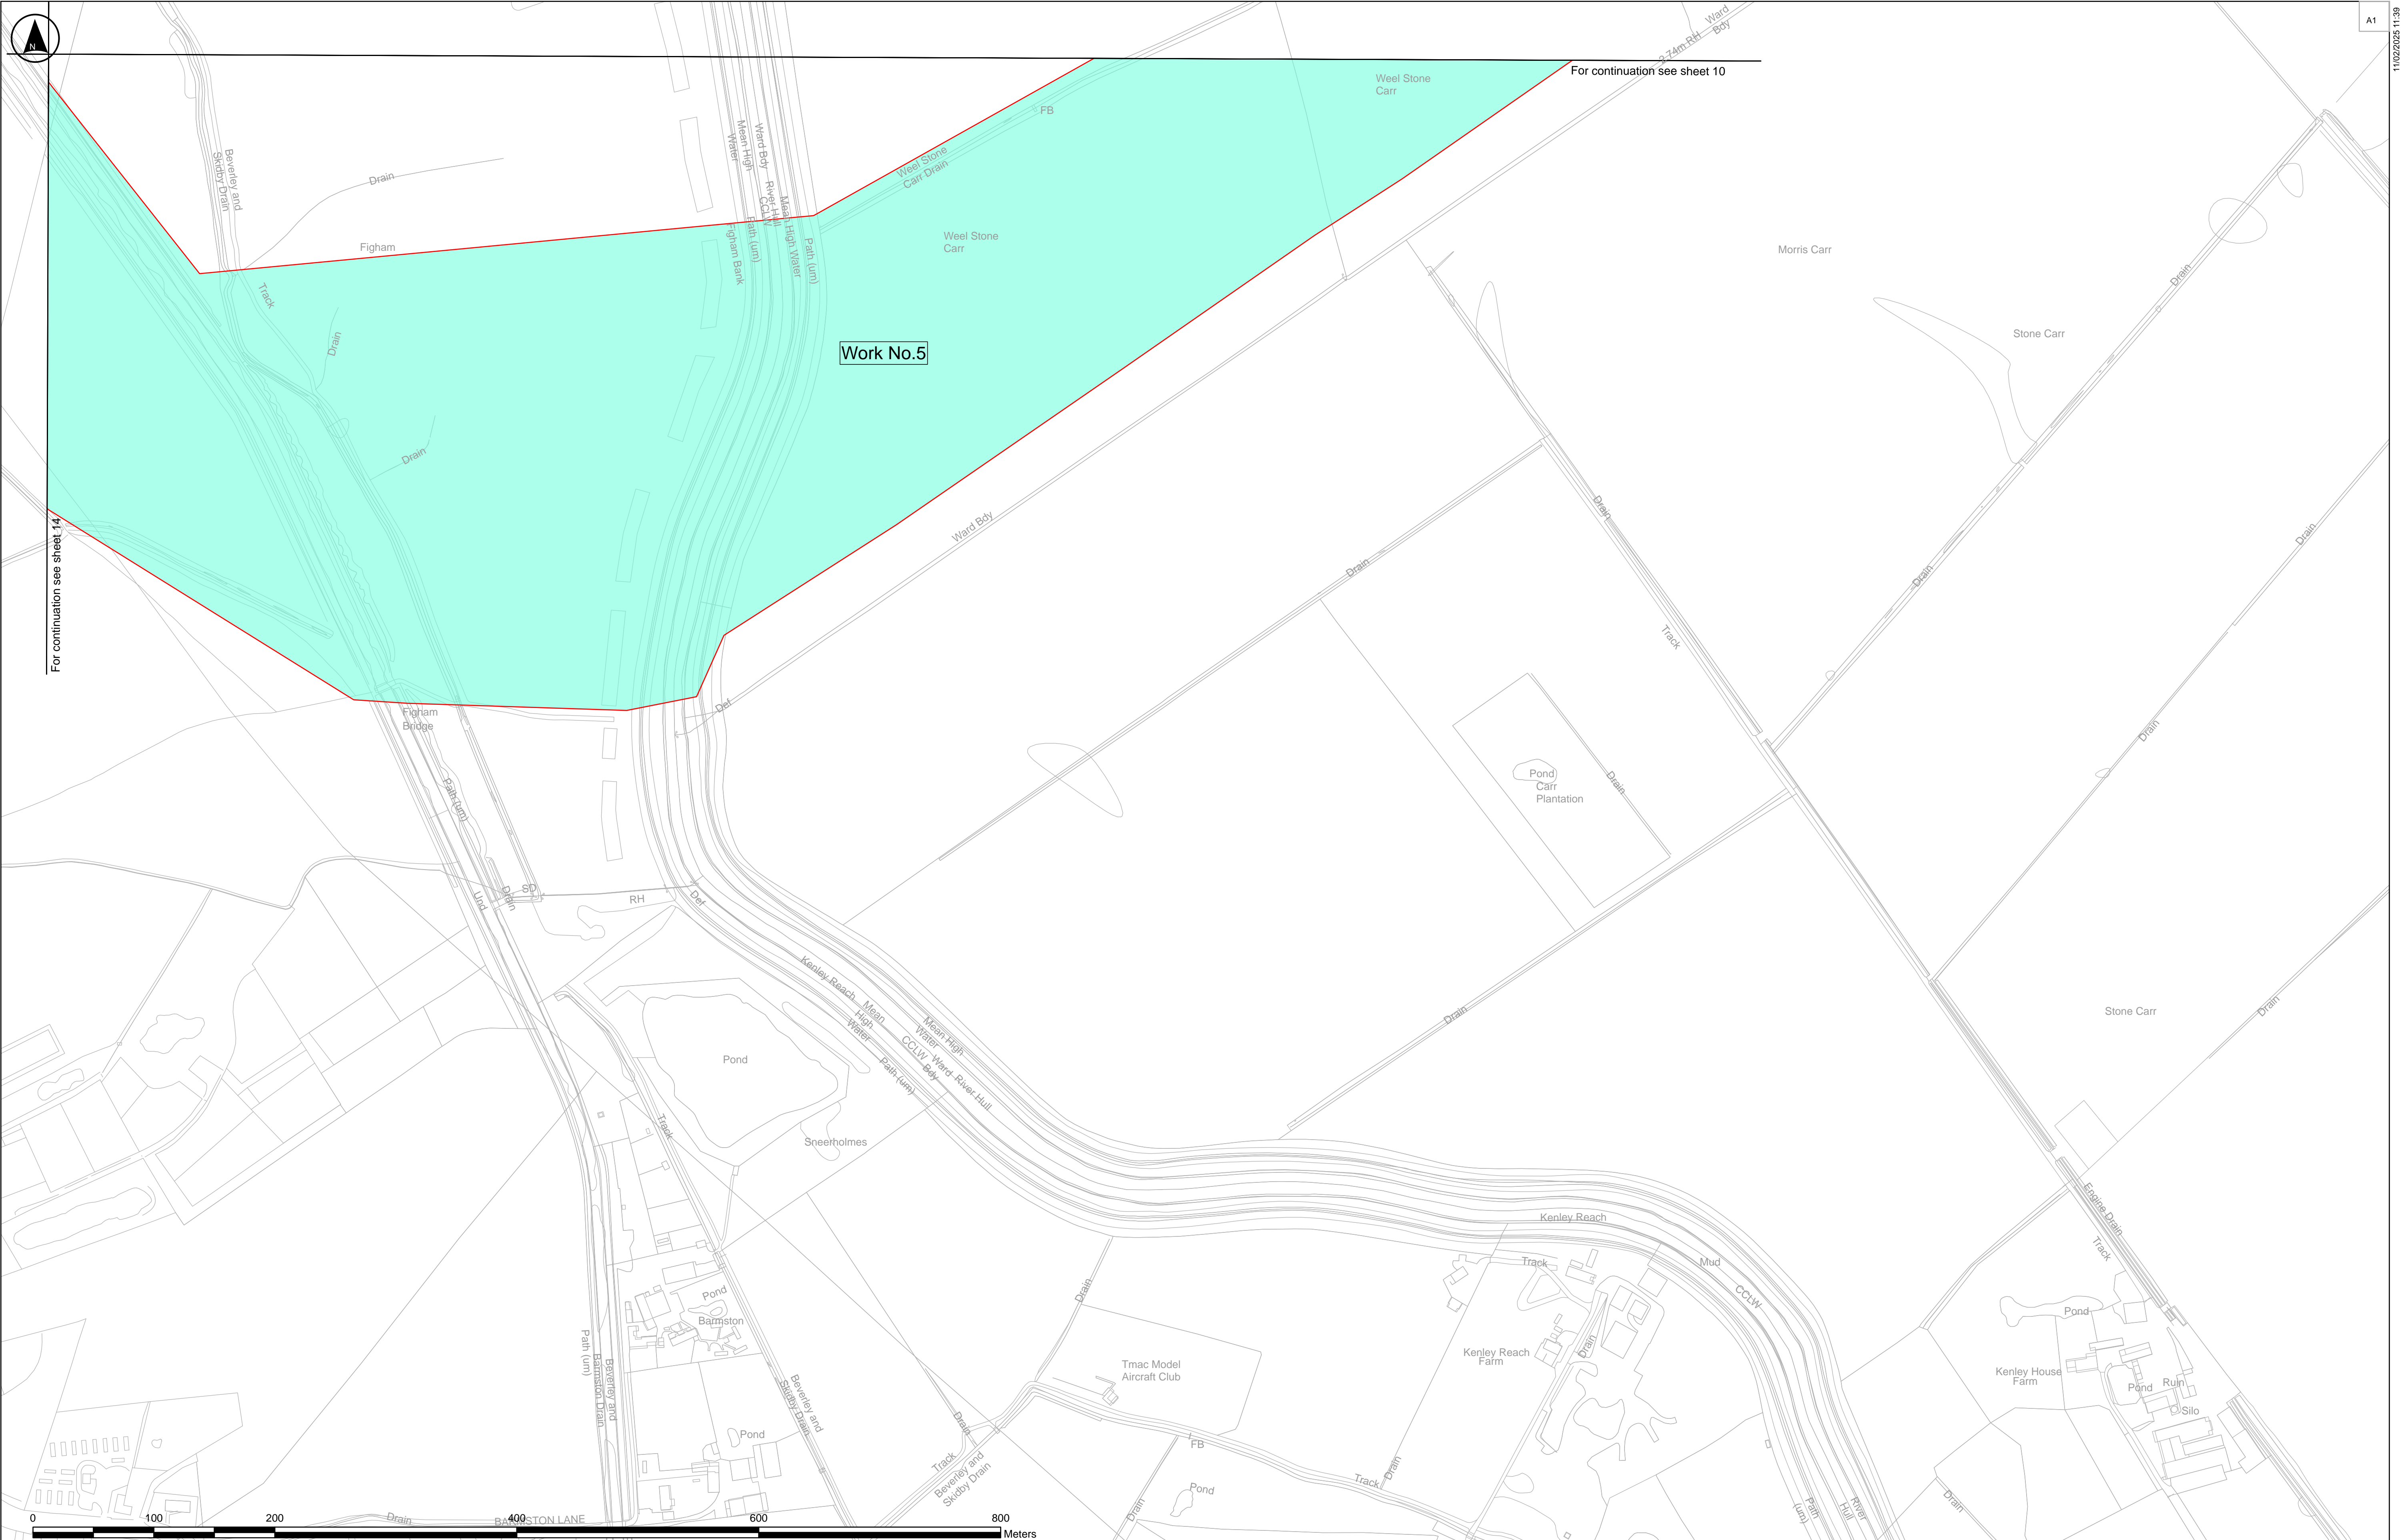 N
A1
11/02/2025 11:39
Ward
Bdy
2.74m RH
For continuation see sheet 10
Weel Stone
Carr
FB
Weel Stone
Carr Drain
Beverley and
Skidby Drain
Drain
Figham
Mean High
Water
Ward Bdy
River Hull
CCLW
Mean High Water
Path (um)
Figham Bank
Path (um)
Weel Stone
Carr
Morris Carr
Drain
Track
Drain
Stone Carr
Work No.5
Drain
Ward Bdy
Drain
Drain
Drain
Drain
For continuation see sheet 14
Track
Def
Figham
Bridge
Drain
Pond
Carr
Plantation
Drain
Path (um)
SD
Drain
Und
RH
Def
Kenley Reach
Mean
High
Water
Mean High
Water
CCLW
Ward
Bdy
River Hull
Path (um)
Drain
Drain
Stone Carr
Pond
Track
Sneerholmes
Kenley Reach
Engine Drain
Track
Track
Mud
CCLW
Drain
Pond
Barmston
Pond
Path (um)
Barmston Drain
Beverley and
Tmac Model
Aircraft Club
Kenley Reach
Farm
Drain
Kenley House
Farm
Pond
Ruin
Silo
Beverley and
Skidby Drain
Pond
Drain
FB
Track
Beverley and
Skidby Drain
Track
Drain
Pond
Drain
Path
(um)
River
Hull
Drain
Drain
BARMSTON LANE
0 100 200 400 600 800
Meters